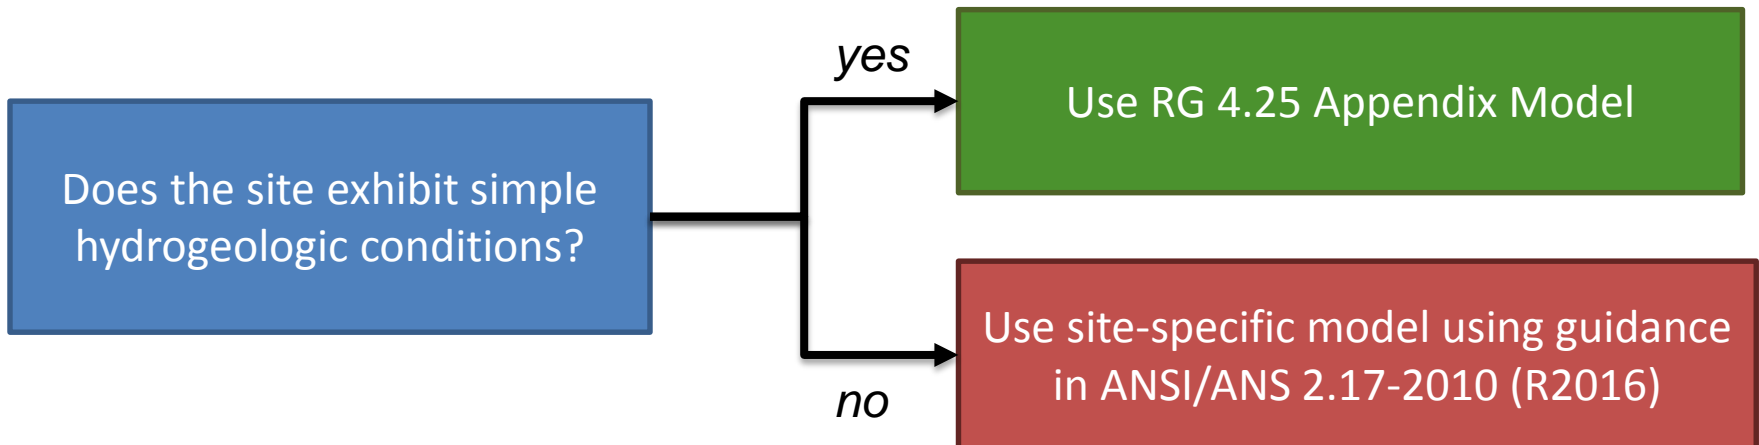 Does the site exhibit simple
hydrogeologic conditions?
yes
Use RG 4.25 Appendix Model
no
Use site-specific model using guidance
in ANSI/ANS 2.17-2010 (R2016)